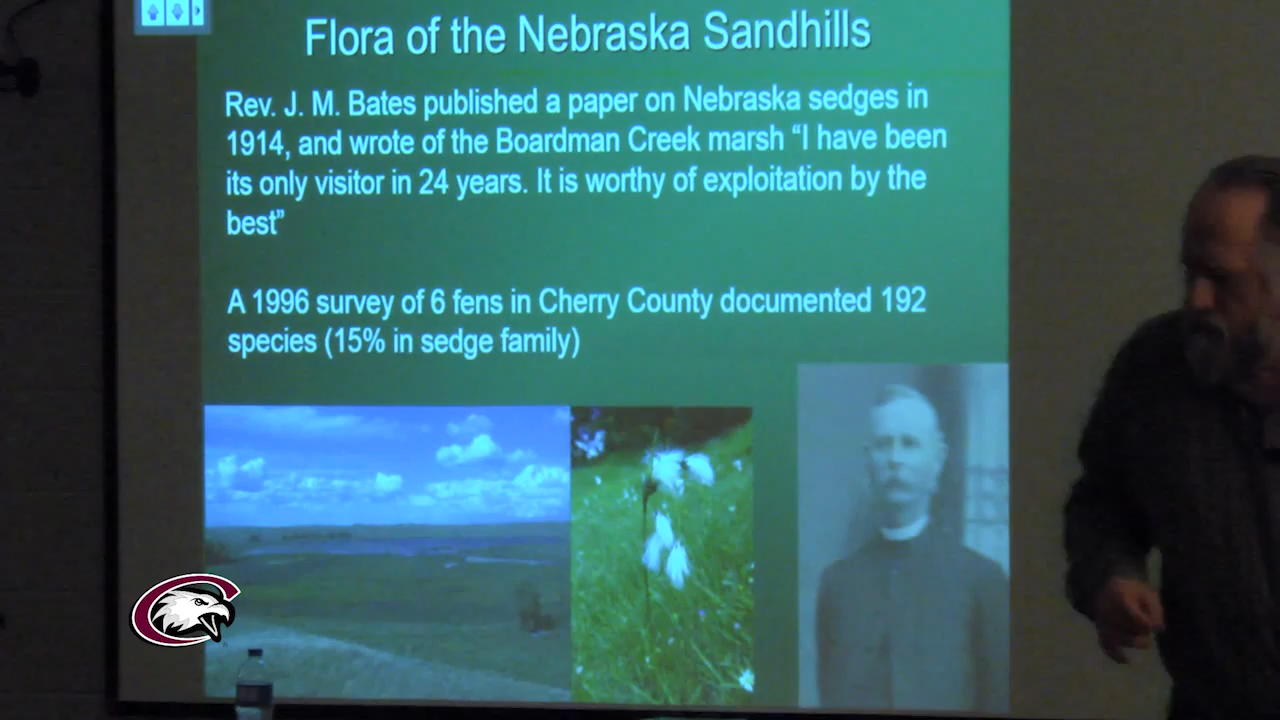 Flora of the Nebraska Sandhills
Rev. J. M. Bates published a paper on Nebraska sedges in
1914, and wrote of the Boardman Creek marsh “I have been
its only visitor in 24 years. It is worthy of exploitation by the
best”
A 1996 survey of 6 fens in Cherry County documented 192
species (15% in sedge family)